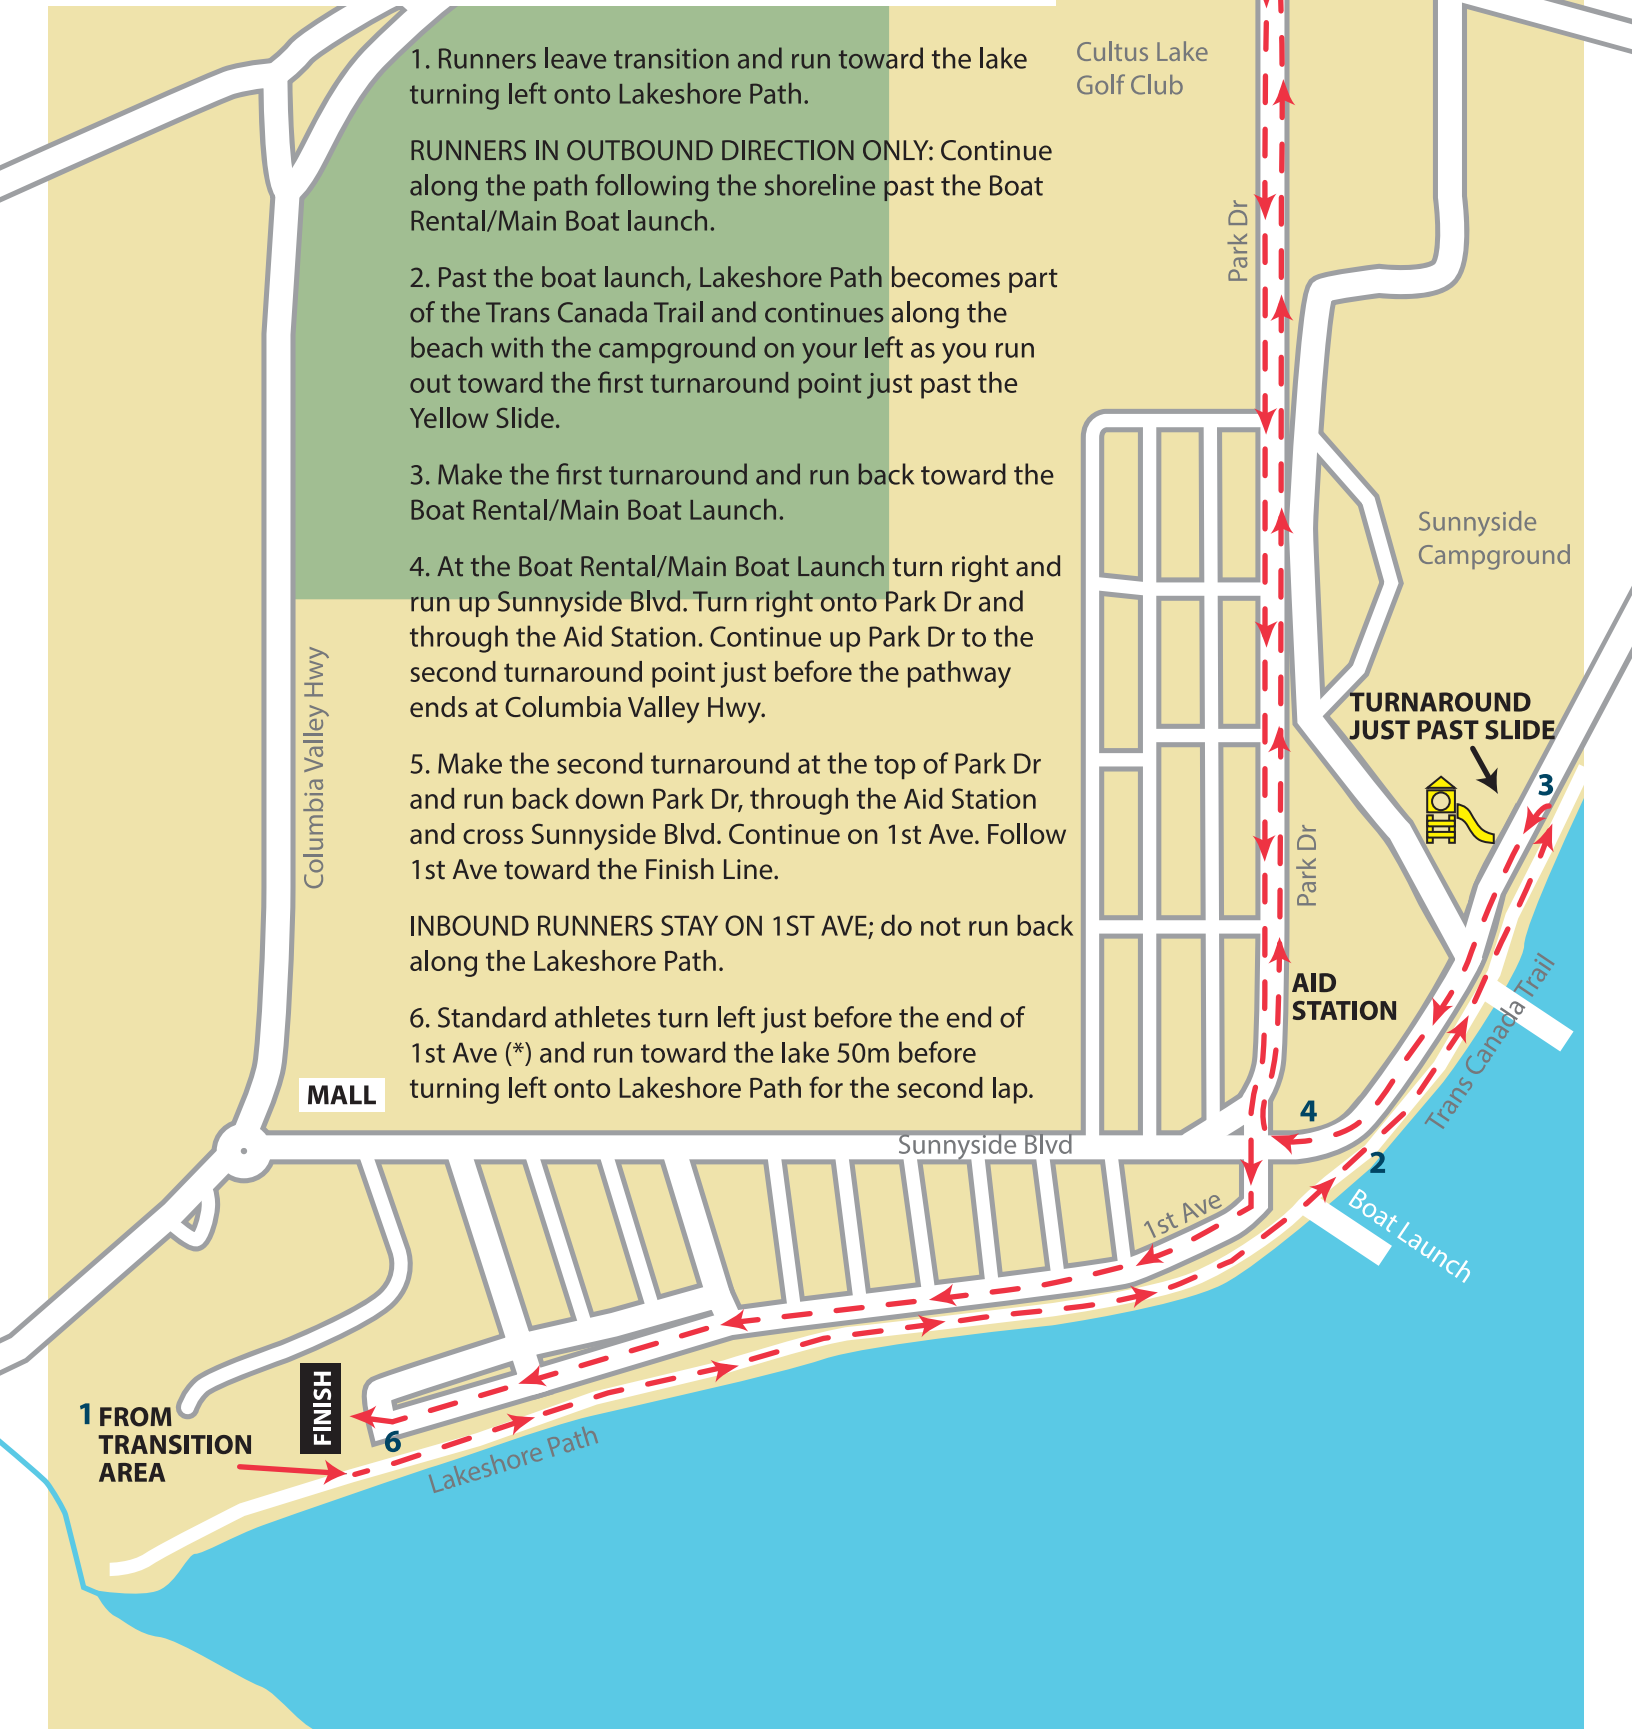 1. Runners leave transition and run toward the lake
turning left onto Lakeshore Path.
RUNNERS IN OUTBOUND DIRECTION ONLY: Continue
along the path following the shoreline past the Boat
Rental/Main Boat launch.
2. Past the boat launch, Lakeshore Path becomes part
of the Trans Canada Trail and continues along the
beach with the campground on your left as you run
out toward the first turnaround point just past the
Yellow Slide.
3. Make the first turnaround and run back toward the
Boat Rental/Main Boat Launch.
4. At the Boat Rental/Main Boat Launch turn right and
run up Sunnyside Blvd. Turn right onto Park Dr and
through the Aid Station. Continue up Park Dr to the
second turnaround point just before the pathway
ends at Columbia Valley Hwy.
5. Make the second turnaround at the top of Park Dr
and run back down Park Dr, through the Aid Station
and cross Sunnyside Blvd. Continue on 1st Ave. Follow
1st Ave toward the Finish Line.
INBOUND RUNNERS STAY ON 1ST AVE; do not run back
along the Lakeshore Path.
6. Standard athletes turn left just before the end of
1st Ave (*) and run toward the lake 50m before
turning left onto Lakeshore Path for the second lap.
Cultus Lake
Golf Club
Park Dr
Sunnyside
Campground
Columbia Valley Hwy
TURNAROUND
JUST PAST SLIDE
3
Park Dr
AID
STATION
Trans Canada Trail
MALL
4
Sunnyside Blvd
2
1st Ave
Boat Launch
FINISH
1 FROM
TRANSITION
AREA
6
Lakeshore Path